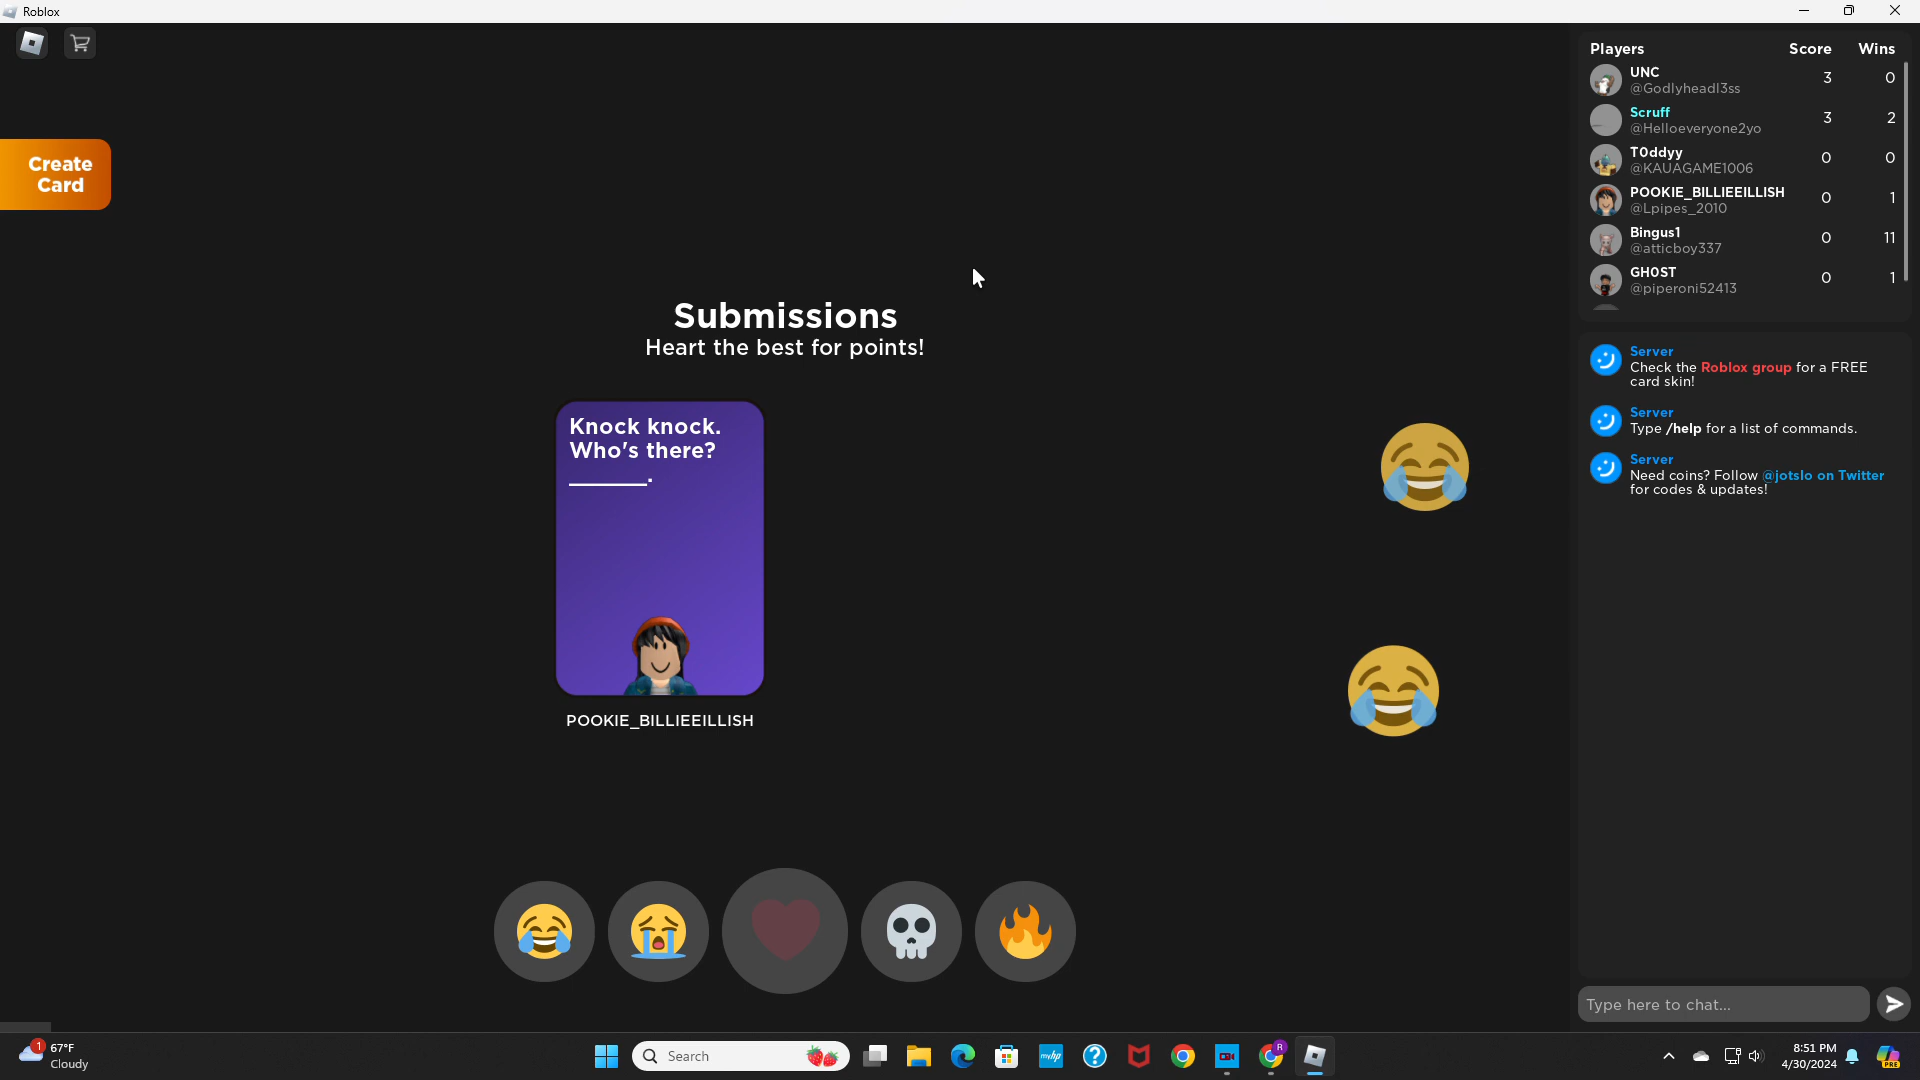 Roblox
Create
Card
Submissions
Heart the best for points!
Knock knock.
Who's there?
_______.
POOKIE_BILLIEEILLISH
Players Score Wins
UNC
@Godlyheadl3ss 3 0
Scruff
@Helloeveryone2yo 3 2
T0ddyy
@KAUAGAME1006 0 0
POOKIE_BILLIEEILLISH
@Lpipes_2010 0 1
Bingus1
@atticboy337 0 11
GH0ST
@piperoni52413 0 1
Server
Check the Roblox group for a FREE
card skin!
Server
Type /help for a list of commands.
Server
Need coins? Follow @jotslo on Twitter
for codes & updates!
Type here to chat...
1
67°F
Cloudy
Search
myhp
R
8:51 PM
4/30/2024
PRE